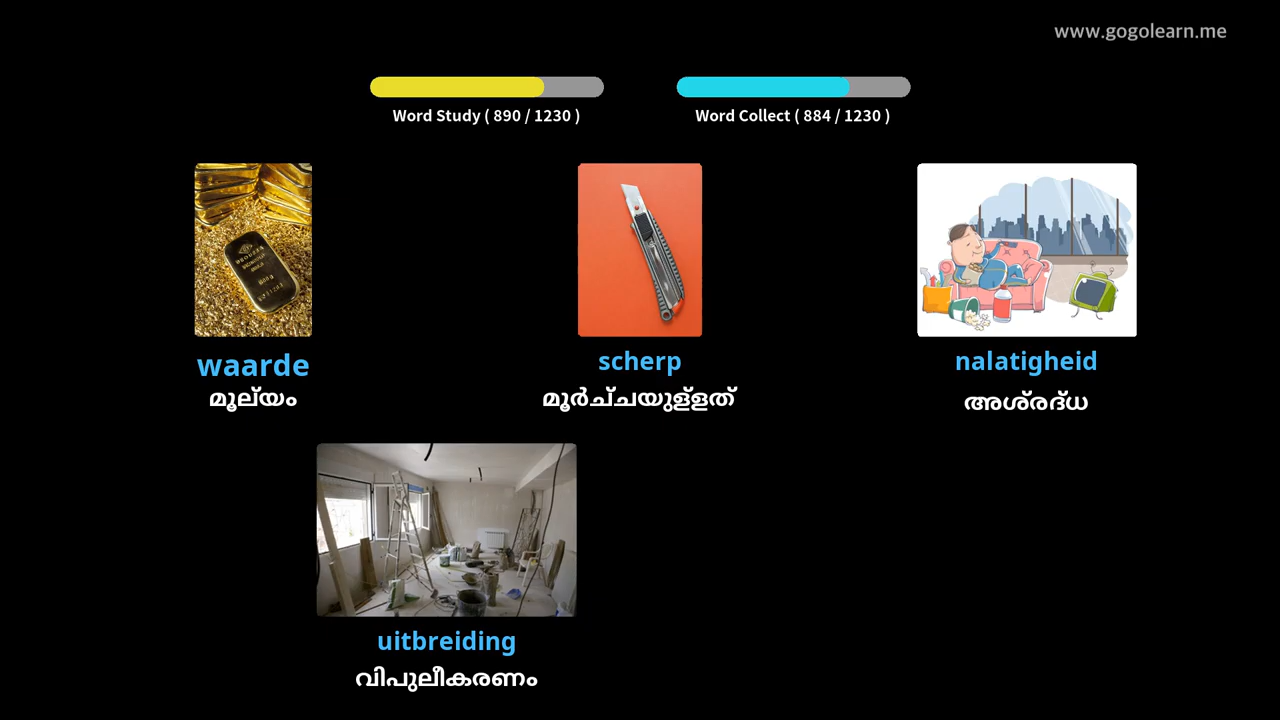 www.gogolearn.me
Word Study ( 890 / 1230 )
Word Collect ( 884 / 1230 )
waarde
മൂല്യം
scherp
മൂർച്ചയുള്ളത്
nalatigheid
അശ്രദ്ധ
uitbreiding
വിപുലീകരണം